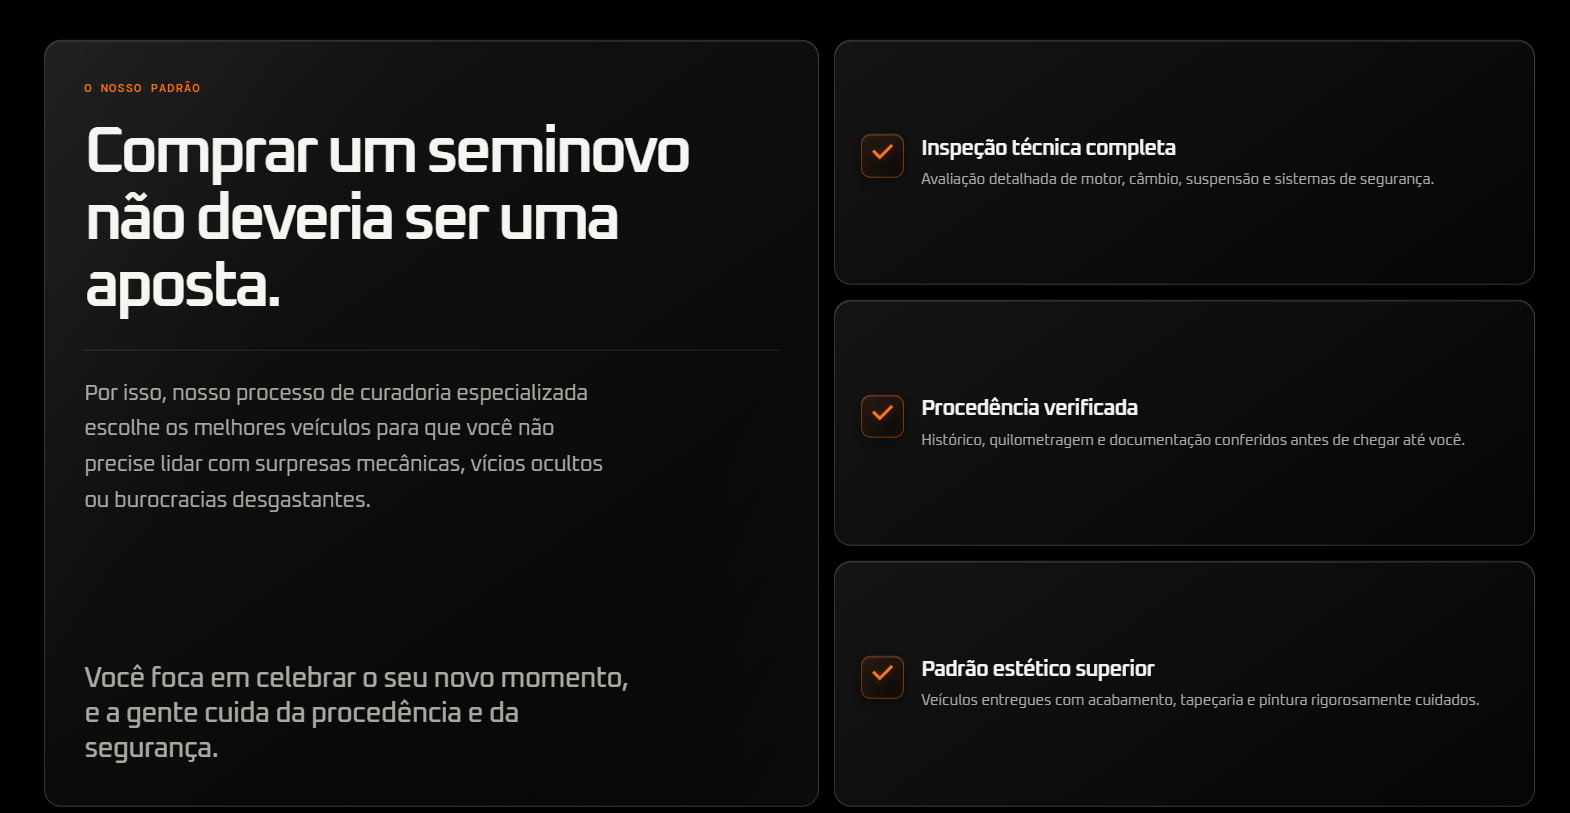 O NOSSO PADRÃO
Comprar um seminovo
não deveria ser uma
aposta.
Por isso, nosso processo de curadoria especializada
escolhe os melhores veículos para que você não
precise lidar com surpresas mecânicas, vícios ocultos
ou burocracias desgastantes.
Você foca em celebrar o seu novo momento,
e a gente cuida da procedência e da
segurança.
Inspeção técnica completa
Avaliação detalhada de motor, câmbio, suspensão e sistemas de segurança.
Procedência verificada
Histórico, quilometragem e documentação conferidos antes de chegar até você.
Padrão estético superior
Veículos entregues com acabamento, tapeçaria e pintura rigorosamente cuidados.